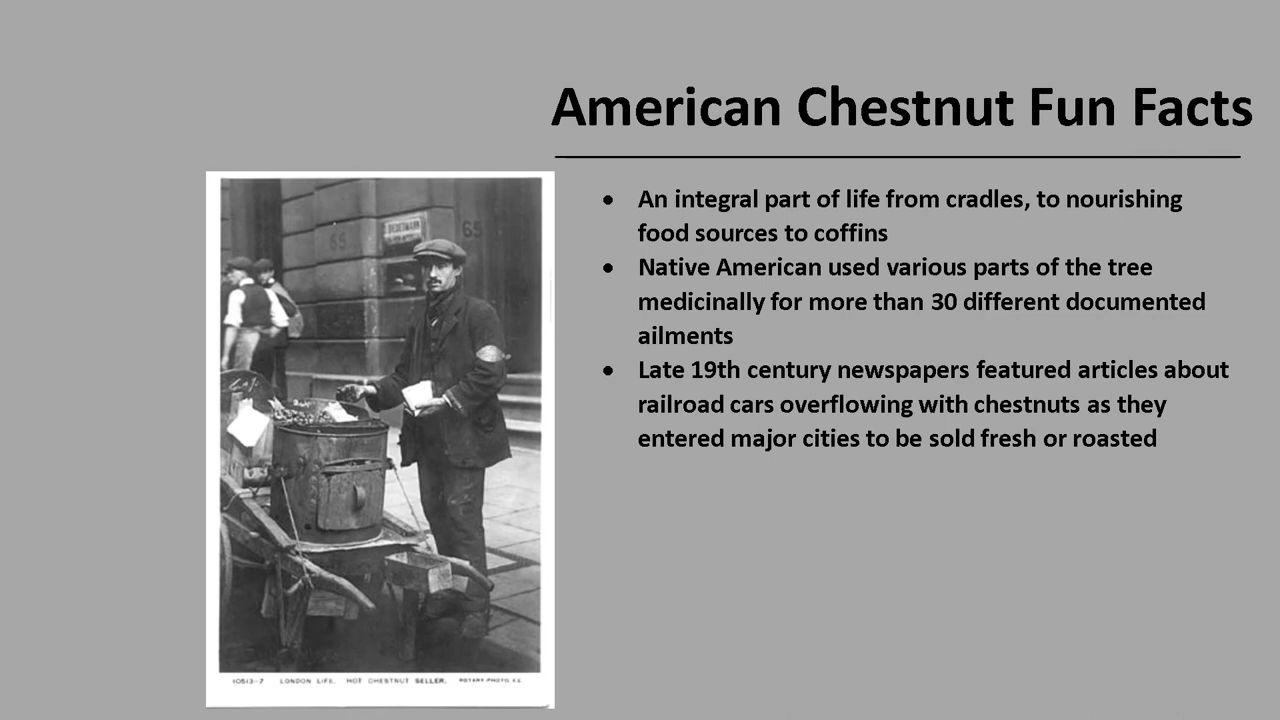 American Chestnut Fun Facts
• An integral part of life from cradles, to nourishing
food sources to coffins
• Native American used various parts of the tree
medicinally for more than 30 different documented
ailments
• Late 19th century newspapers featured articles about
railroad cars overflowing with chestnuts as they
entered major cities to be sold fresh or roasted
65
65
10513-7 LONDON LIFE. HOT CHESTNUT SELLER. ROTARY PHOTO. E.C.